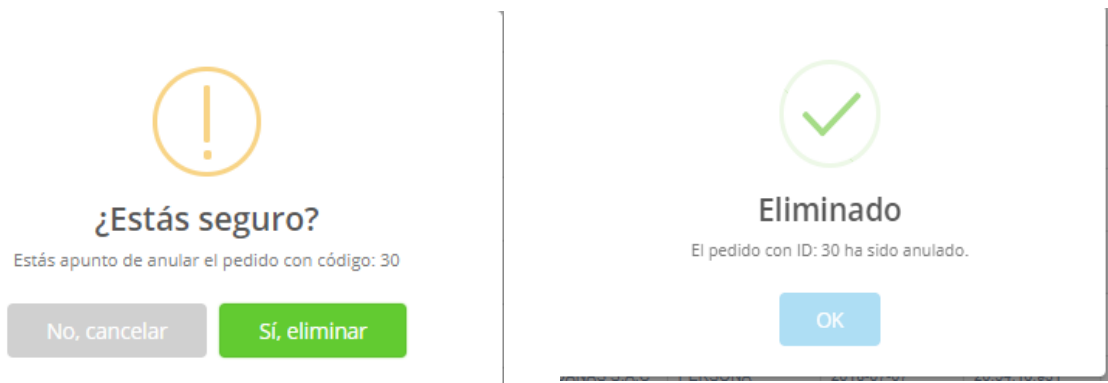 ¿Estás seguro?
Estás apunto de anular el pedido con código: 30
No, cancelar
Sí, eliminar
Eliminado
El pedido con ID: 30 ha sido anulado.
OK